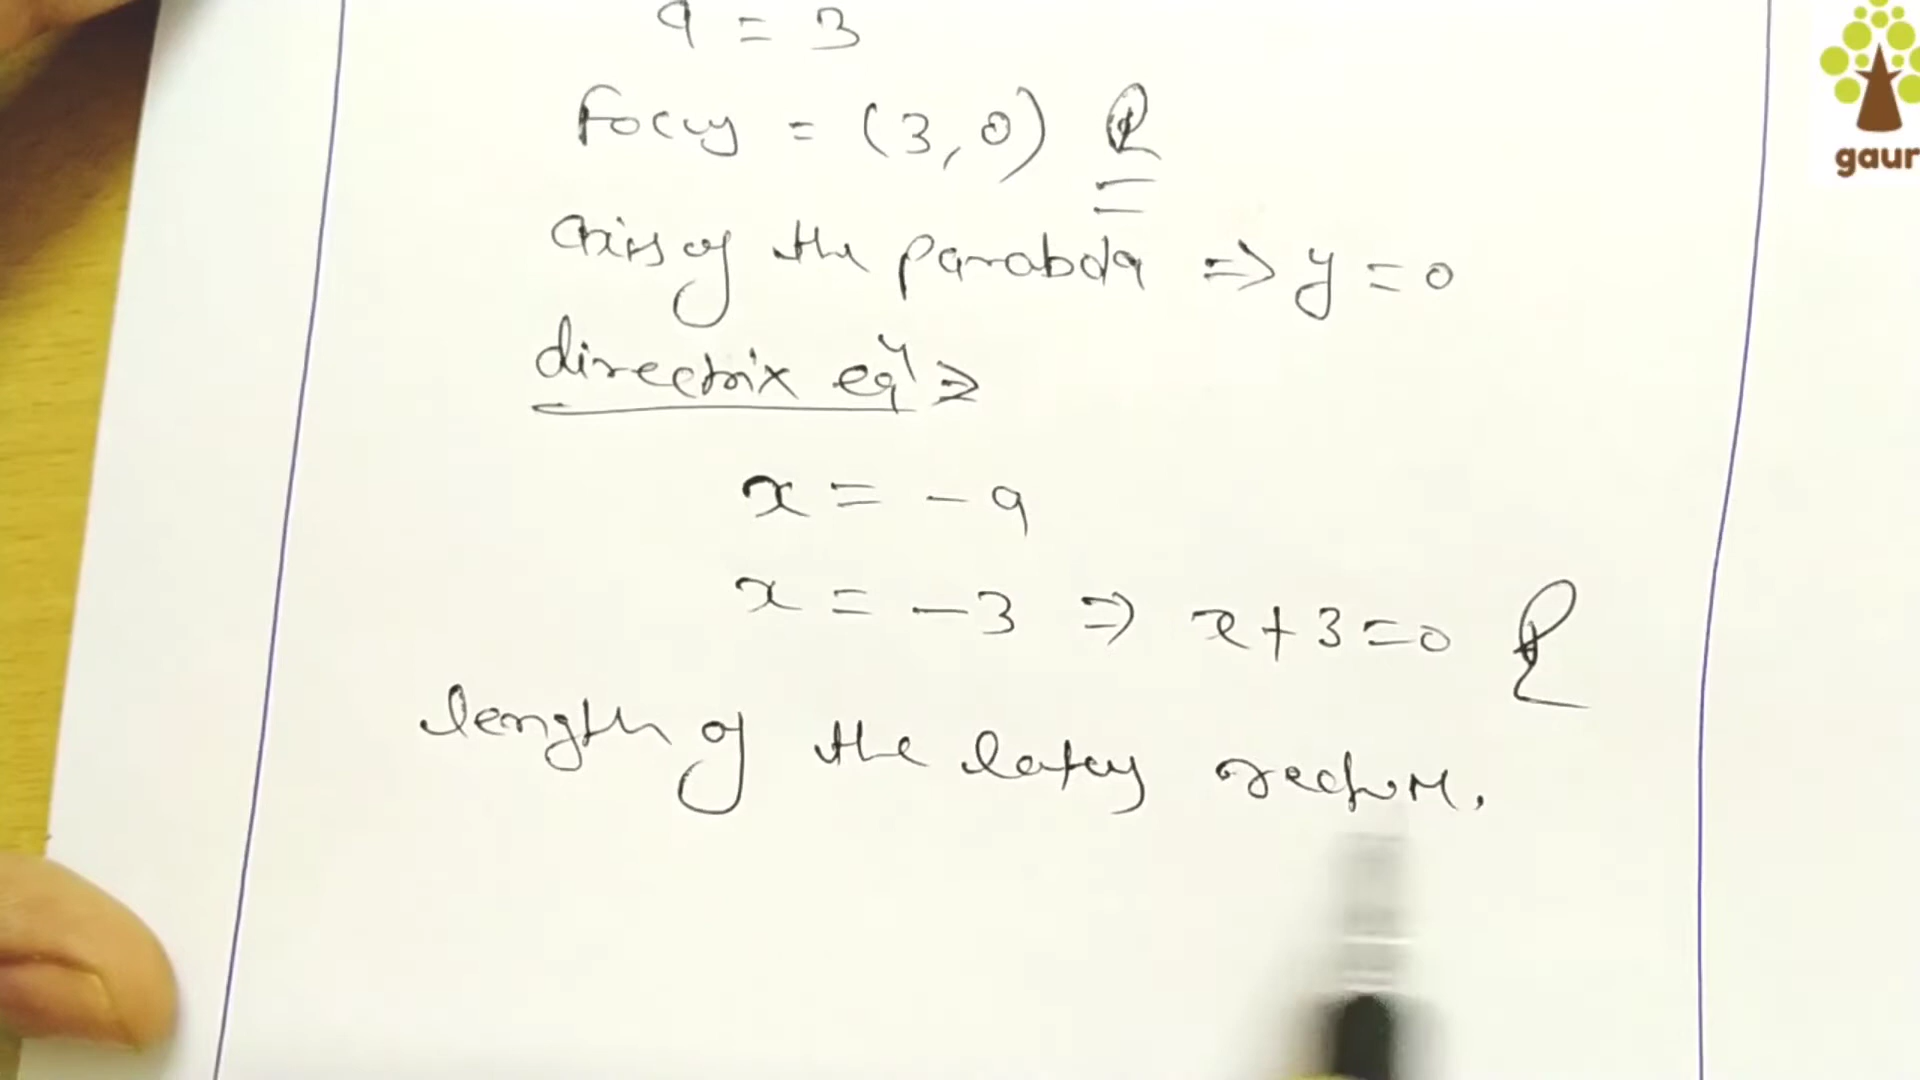 a = 3
focus = (3, 0)
axis of the parabola ⇒ y = 0
directrix eqn ⇒
x = -a
x = -3 ⇒ x + 3 = 0
length of the latus rectum.
gaur